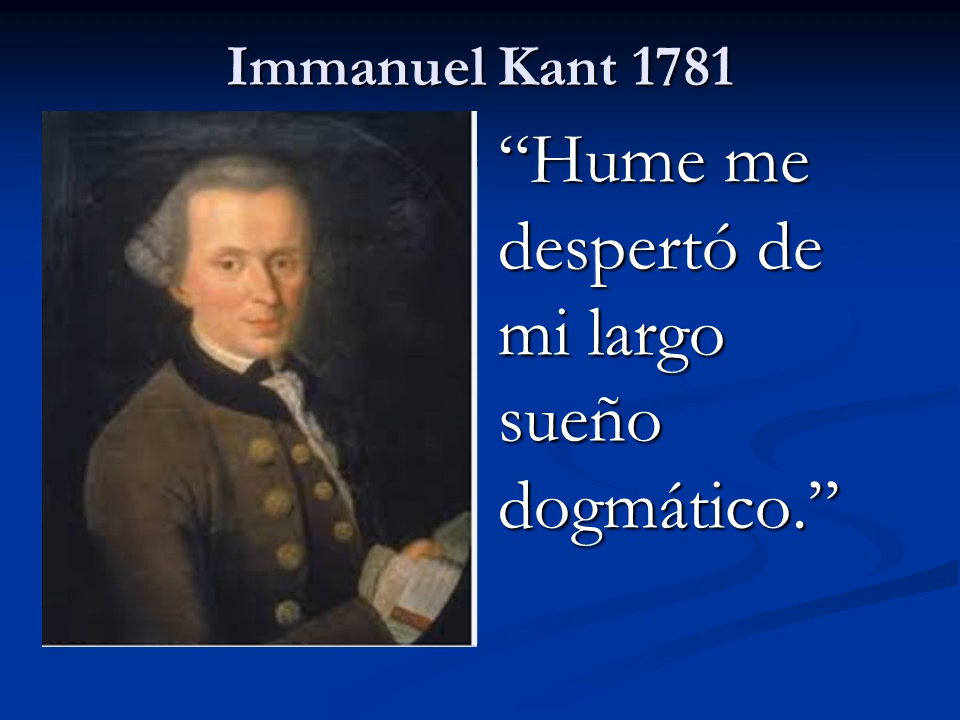 Immanuel Kant 1781
“Hume me
despertó de
mi largo
sueño
dogmático.”